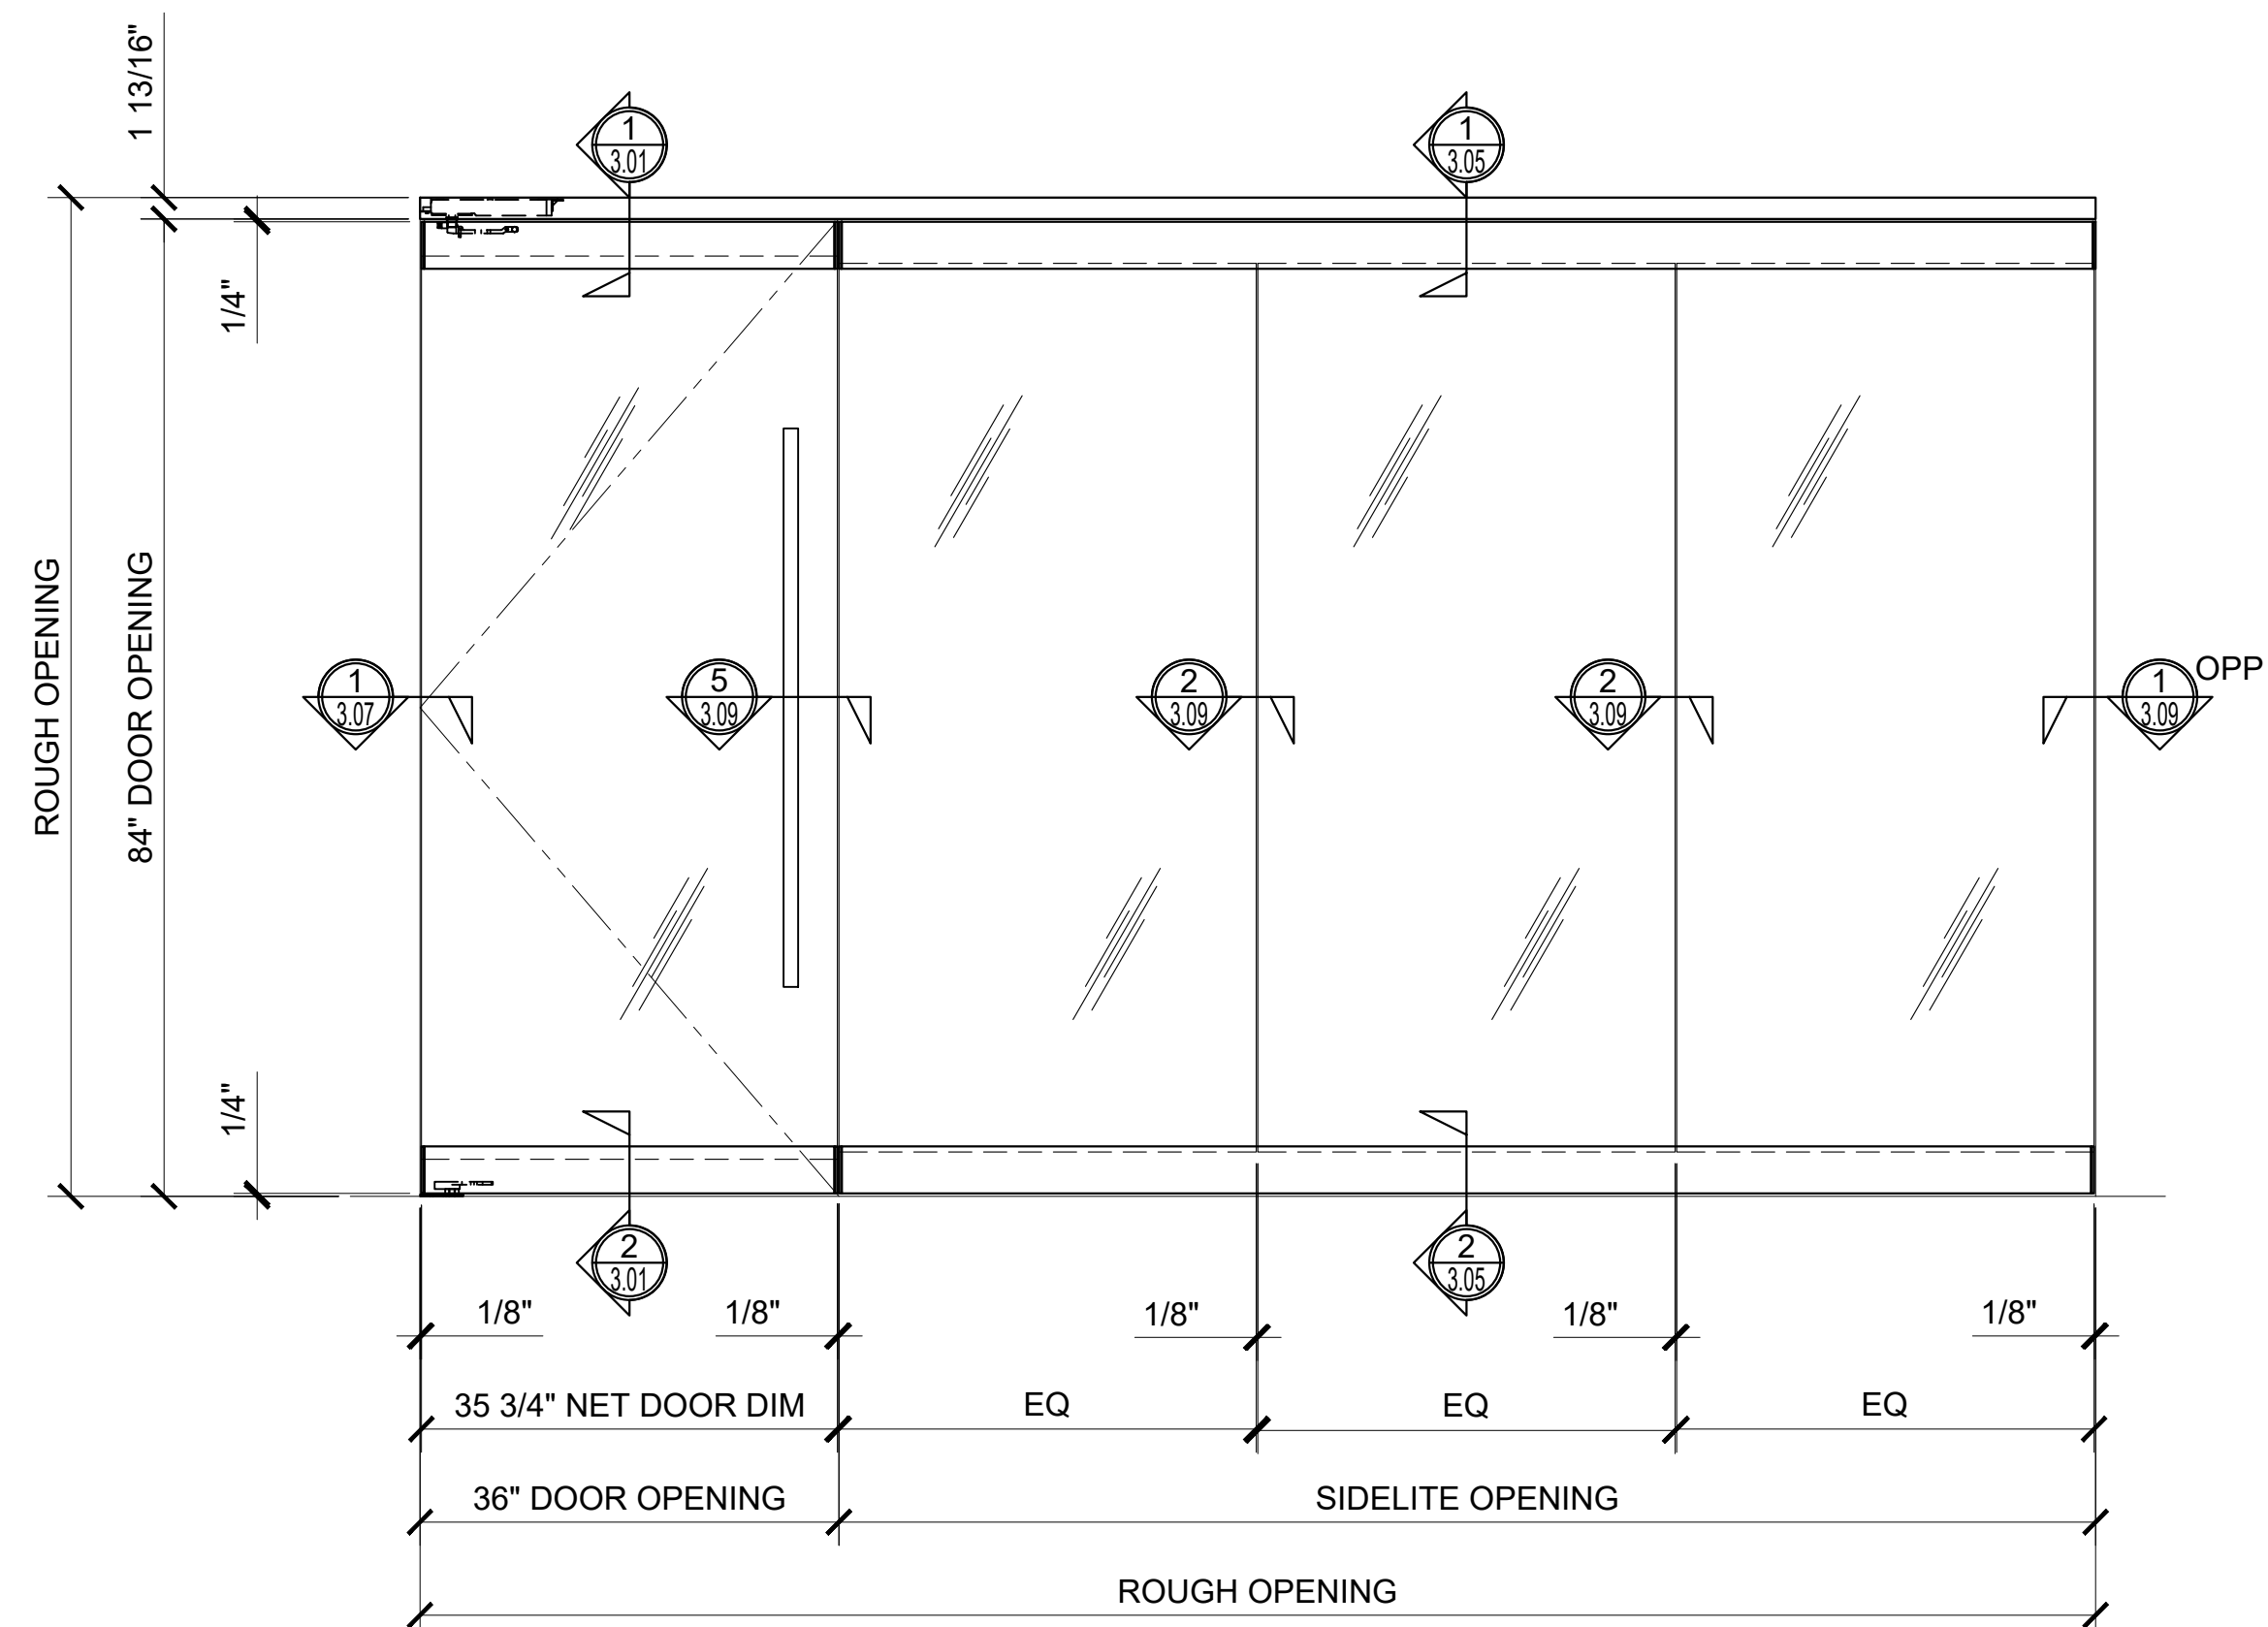 1 13/16"
1
3.01
1
3.05
1/4"
ROUGH OPENING
84" DOOR OPENING
1
3.07
5
3.09
2
3.09
2
3.09
1
3.09
OPP
1/4"
2
3.01
2
3.05
1/8"
1/8"
1/8"
1/8"
1/8"
35 3/4" NET DOOR DIM
EQ
EQ
EQ
36" DOOR OPENING
SIDELITE OPENING
ROUGH OPENING